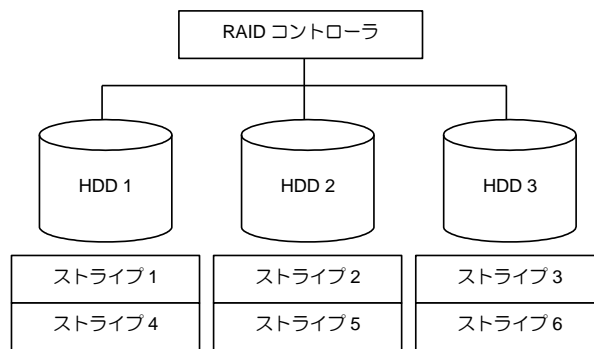 RAID コントローラ
HDD 1
HDD 2
HDD 3
ストライプ 1
ストライプ 2
ストライプ 3
ストライプ 4
ストライプ 5
ストライプ 6